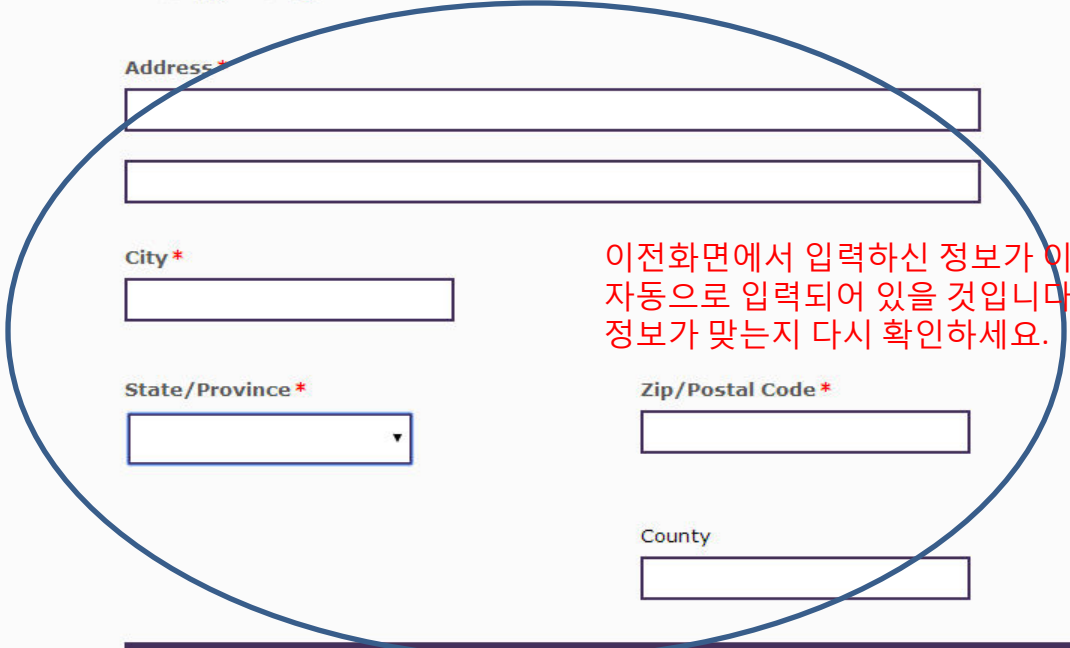 Address *
City *
이전화면에서 입력하신 정보가 이
자동으로 입력되어 있을 것입니다
정보가 맞는지 다시 확인하세요.
State/Province *
Zip/Postal Code *
County